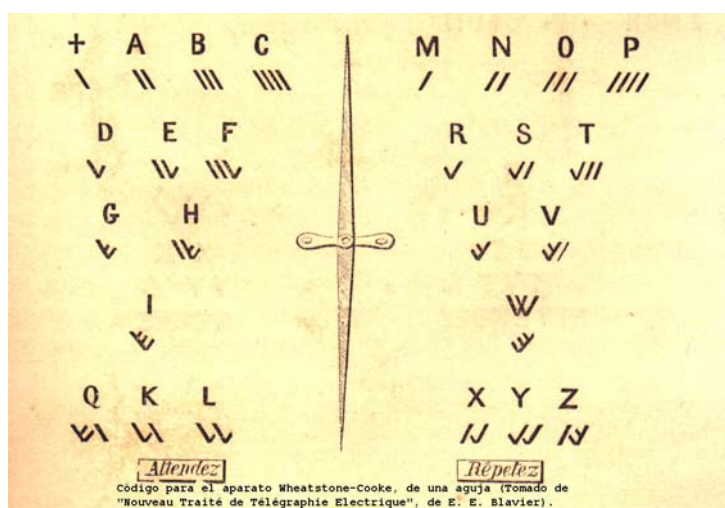 + A B C M N O P
D E F R S T
G H U V
I W
Q K L X Y Z
Attendez Répetez
Código para el aparato Wheatstone-Cooke, de una aguja (Tomado de
"Nouveau Traité de Télégraphie Electrique", de E. E. Blavier).